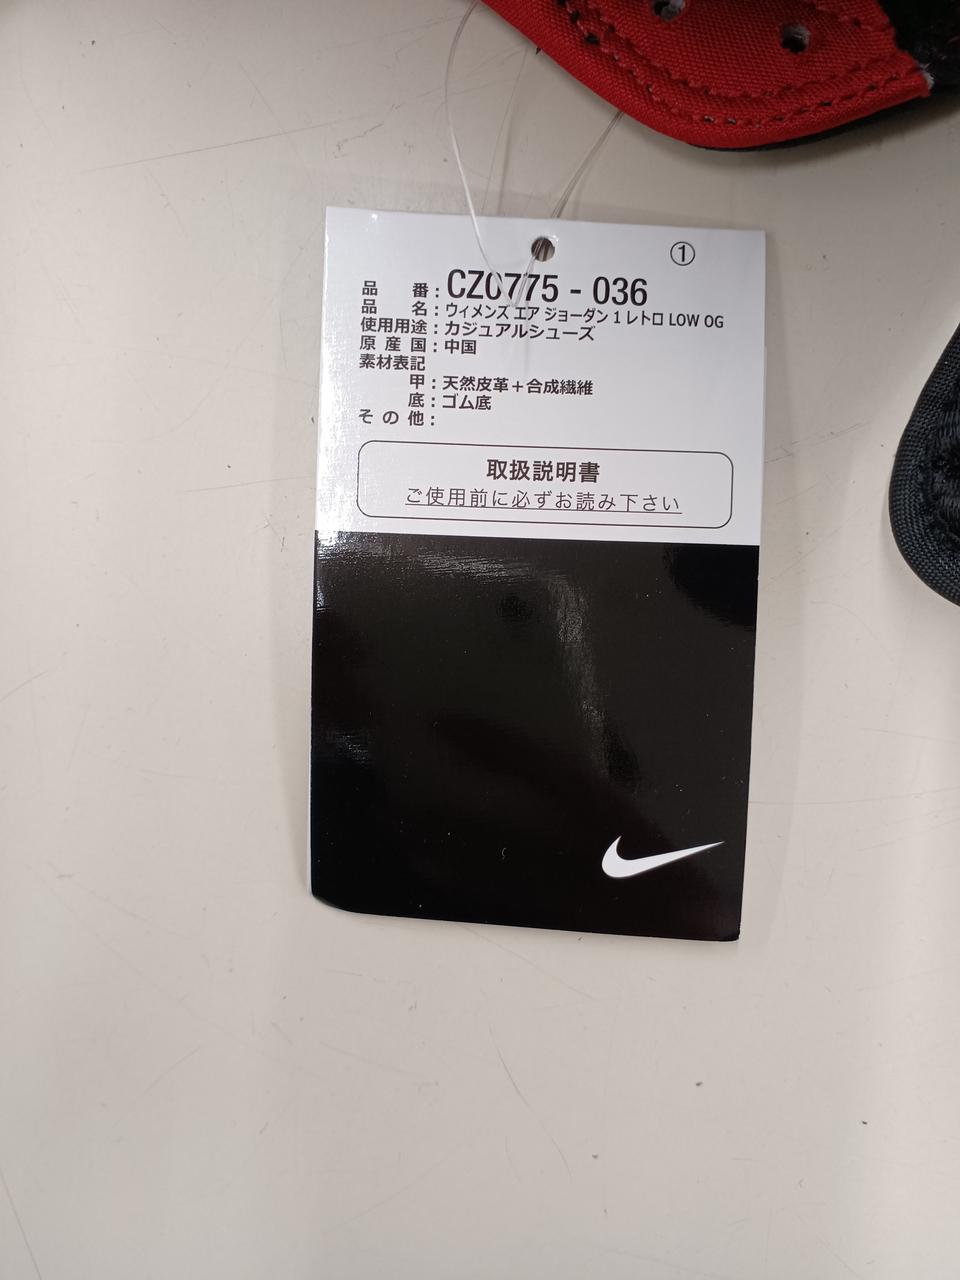 ①
品 番：CZ0775 - 036
品 名：ウィメンズ エア ジョーダン 1 レトロ LOW OG
使用用途：カジュアルシューズ
原 産 国：中国
素材表記
甲：天然皮革＋合成繊維
底：ゴム底
そ の 他：
取扱説明書
ご使用前に必ずお読み下さい